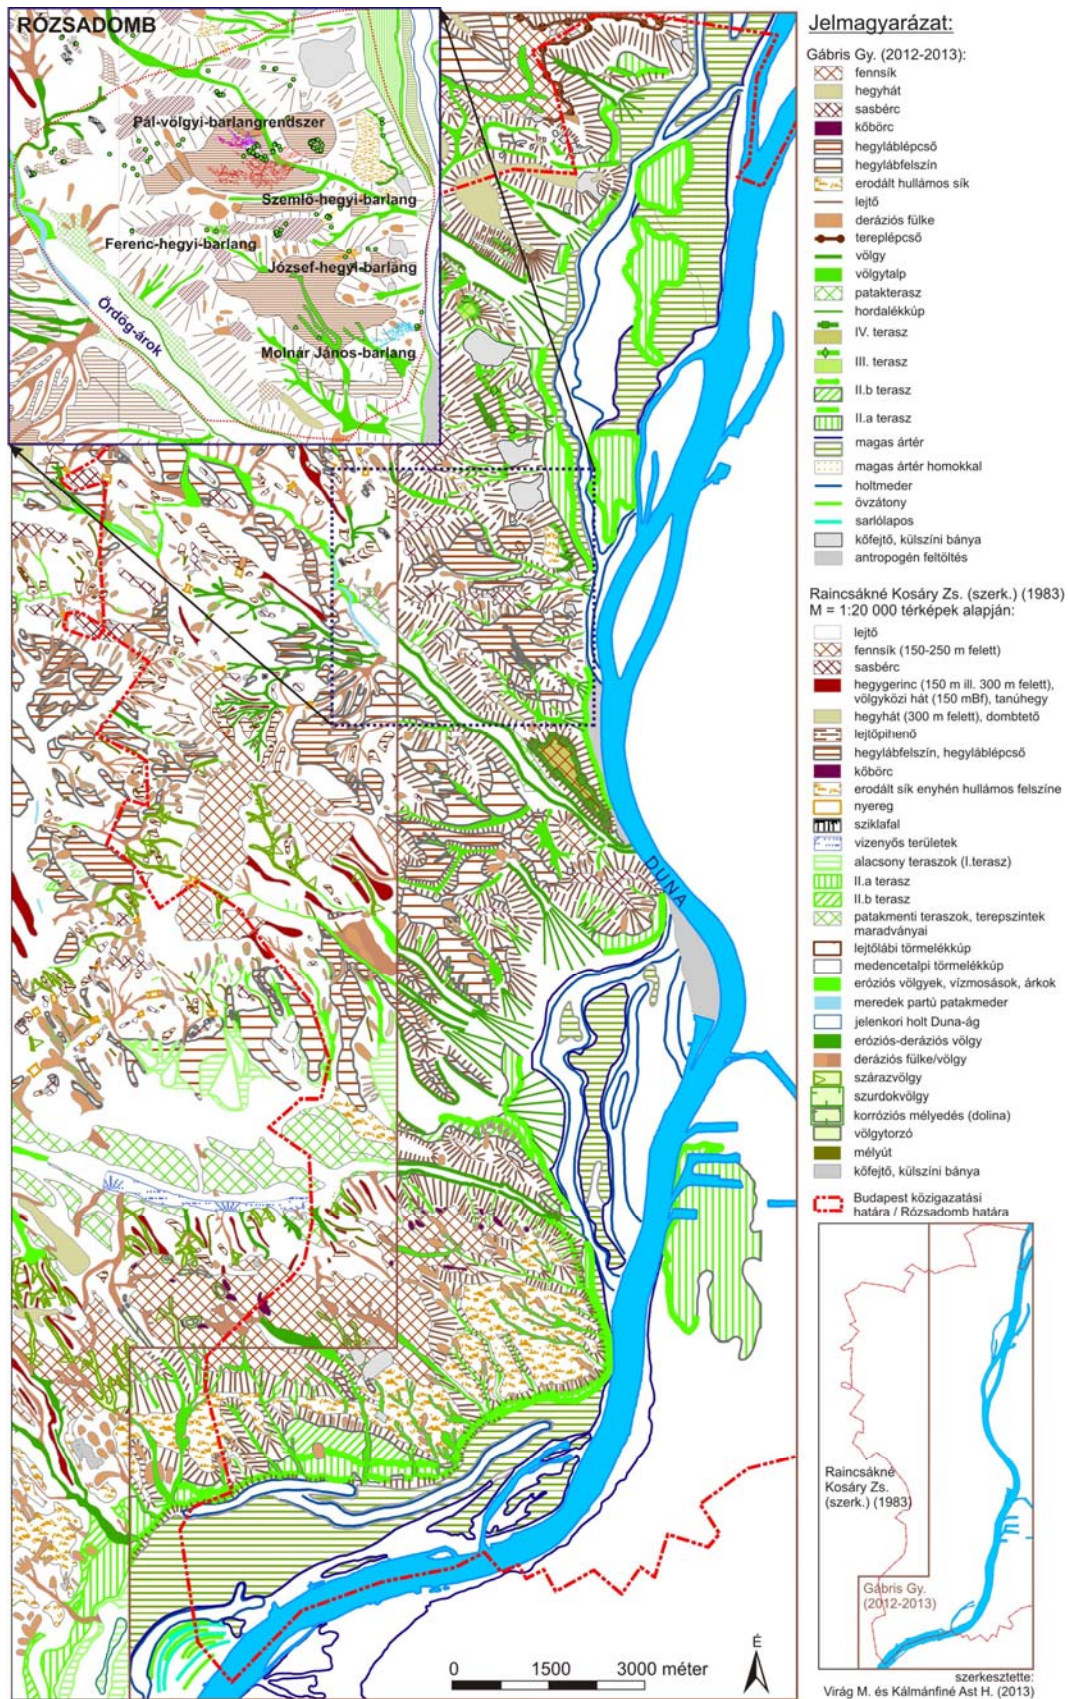 RÓZSADOMB
Pál-völgyi-barlangrendszer
Szemlő-hegyi-barlang
Ferenc-hegyi-barlang
József-hegyi-barlang
Ördög-árok
Molnár János-barlang
DUNA
0 1500 3000 méter
É
Jelmagyarázat:
Gábris Gy. (2012-2013):
fennsík
hegyhát
sasbérc
kőbörc
hegyláblépcső
hegylábfelszín
erodált hullámos sík
lejtő
deráziós fülke
tereplépcső
völgy
völgytalp
patakterasz
hordalékkúp
IV. terasz
III. terasz
II.b terasz
II.a terasz
magas ártér
magas ártér homokkal
holtmeder
övzátony
sarlólapos
kőfejtő, külszíni bánya
antropogén feltöltés
Raincsákné Kosáry Zs. (szerk.) (1983)
M = 1:20 000 térképek alapján:
lejtő
fennsík (150-250 m felett)
sasbérc
hegygerinc (150 m ill. 300 m felett),
völgyközi hát (150 mBf), tanúhegy
hegyhát (300 m felett), dombtető
lejtőpihenő
hegylábfelszín, hegyláblépcső
kőbörc
erodált sík enyhén hullámos felszíne
nyereg
sziklafal
vizenyős területek
alacsony teraszok (I.terasz)
II.a terasz
II.b terasz
patakmenti teraszok, terepszintek
maradványai
lejtőlábi törmelékkúp
medencetalpi törmelékkúp
eróziós völgyek, vízmosások, árkok
meredek partú patakmeder
jelenkori holt Duna-ág
eróziós-deráziós völgy
deráziós fülke/völgy
szárazvölgy
szurdokvölgy
korróziós mélyedés (dolina)
völgytorzó
mélyút
kőfejtő, külszíni bánya
Budapest közigazatási
határa / Rózsadomb határa
Raincsákné
Kosáry Zs.
(szerk.) (1983)
Gábris Gy.
(2012-2013)
szerkesztette:
Virág M. és Kálmánfiné Ast H. (2013)